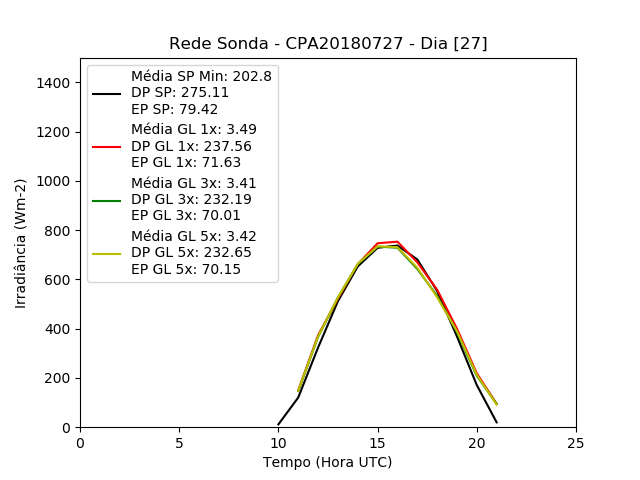 Rede Sonda - CPA20180727 - Dia [27]
Média SP Min: 202.8
DP SP: 275.11
EP SP: 79.42
Média GL 1x: 3.49
DP GL 1x: 237.56
EP GL 1x: 71.63
Média GL 3x: 3.41
DP GL 3x: 232.19
EP GL 3x: 70.01
Média GL 5x: 3.42
DP GL 5x: 232.65
EP GL 5x: 70.15
Irradiância (Wm-2)
1400
1200
1000
800
600
400
200
0
0 5 10 15 20 25
Tempo (Hora UTC)